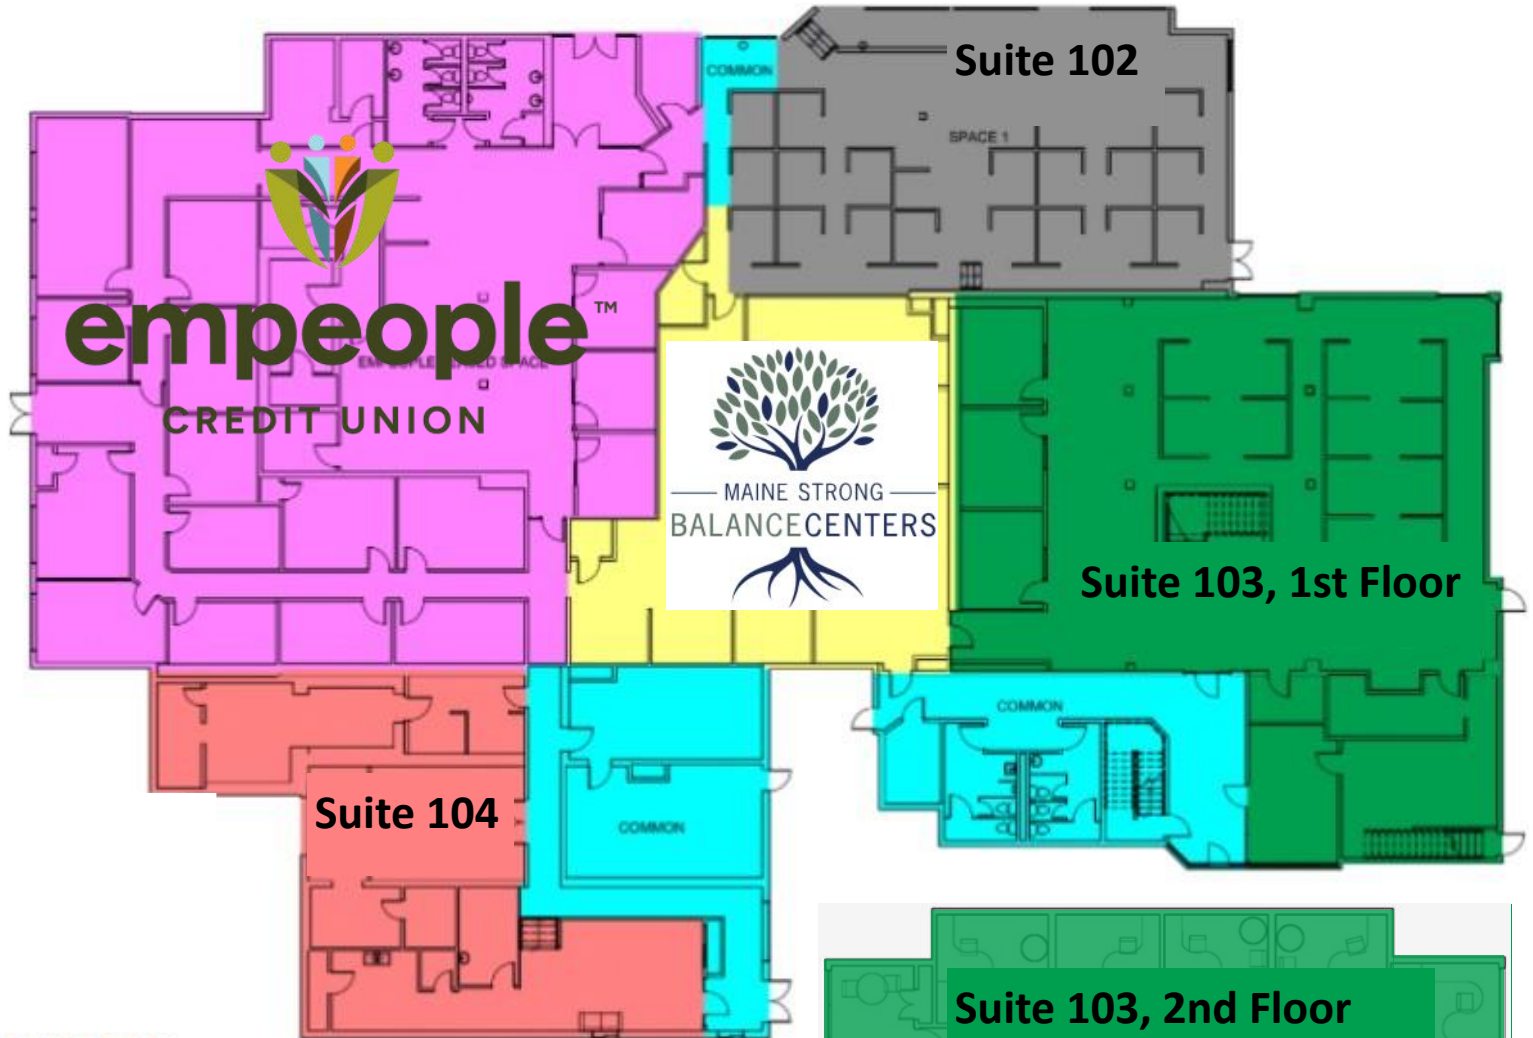 Suite 102
COMMON
SPACE 1
empeople™
CREDIT UNION
MAINE STRONG
BALANCECENTERS
Suite 103, 1st Floor
COMMON
Suite 104
COMMON
Suite 103, 2nd Floor